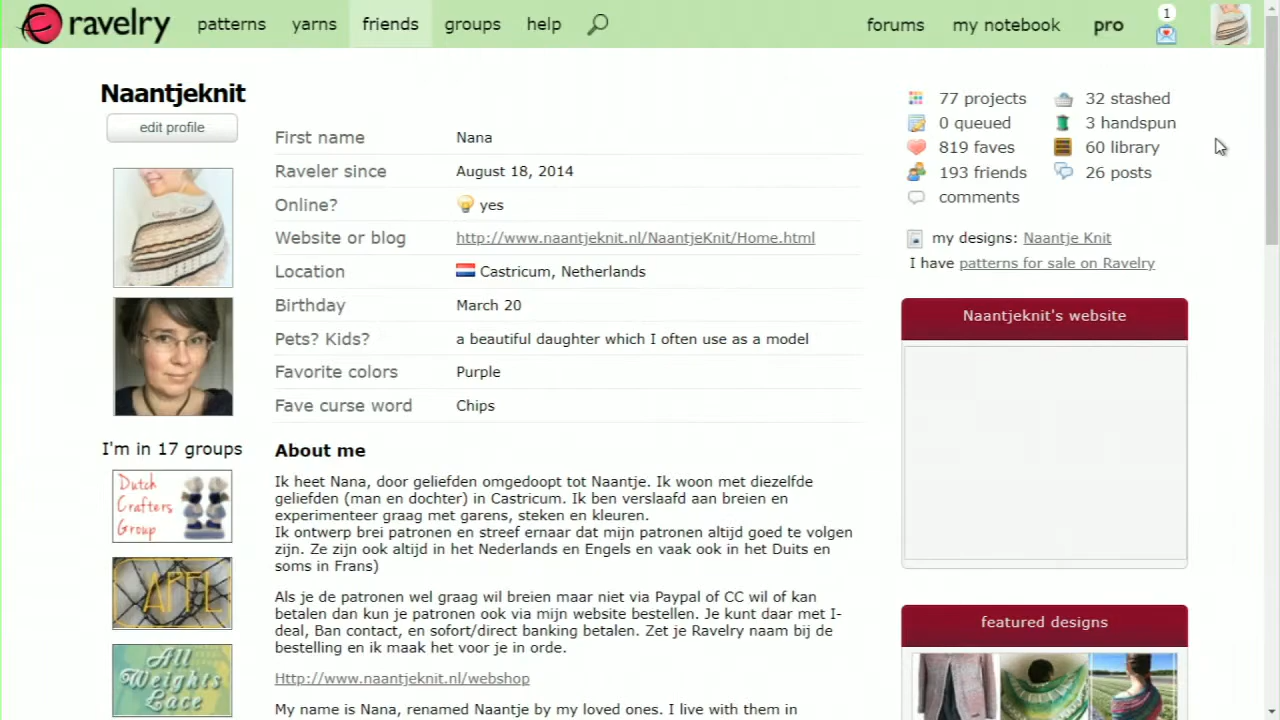 ravelry
patterns
yarns
friends
groups
help
forums
my notebook
pro
1
Naantjeknit
edit profile
First name Nana
Raveler since August 18, 2014
Online? yes
Website or blog http://www.naantjeknit.nl/NaantjeKnit/Home.html
Location Castricum, Netherlands
Birthday March 20
Pets? Kids? a beautiful daughter which I often use as a model
Favorite colors Purple
Fave curse word Chips
77 projects
32 stashed
0 queued
3 handspun
819 faves
60 library
193 friends
26 posts
comments
my designs: Naantje Knit
I have patterns for sale on Ravelry
Naantjeknit's website
featured designs
I'm in 17 groups
Dutch
Crafters
Group
All
Weights
Lace
About me
Ik heet Nana, door geliefden omgedoopt tot Naantje. Ik woon met diezelfde
geliefden (man en dochter) in Castricum. Ik ben verslaafd aan breien en
experimenteer graag met garens, steken en kleuren.
Ik ontwerp brei patronen en streef ernaar dat mijn patronen altijd goed te volgen
zijn. Ze zijn ook altijd in het Nederlands en Engels en vaak ook in het Duits en
soms in Frans)
Als je de patronen wel graag wil breien maar niet via Paypal of CC wil of kan
betalen dan kun je patronen ook via mijn website bestellen. Je kunt daar met I-
deal, Ban contact, en sofort/direct banking betalen. Zet je Ravelry naam bij de
bestelling en ik maak het voor je in orde.
Http://www.naantjeknit.nl/webshop
My name is Nana, renamed Naantje by my loved ones. I live with them in